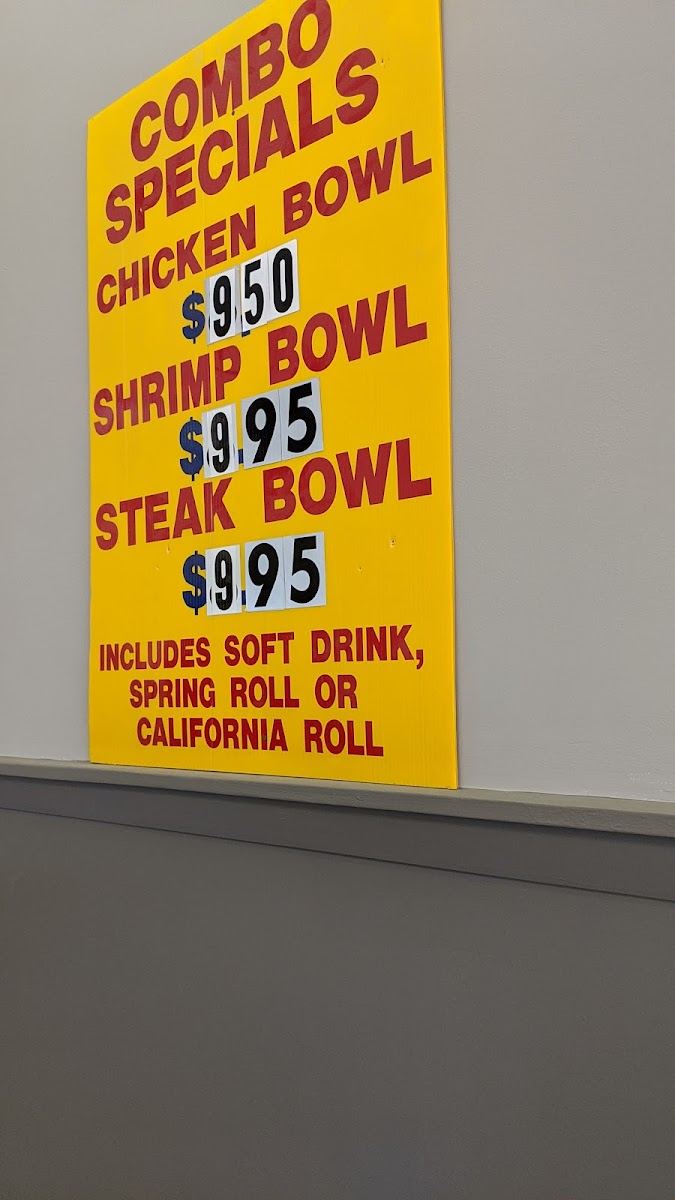 COMBO
SPECIALS
CHICKEN BOWL
$9.50
SHRIMP BOWL
$9.95
STEAK BOWL
$9.95
INCLUDES SOFT DRINK,
SPRING ROLL OR
CALIFORNIA ROLL